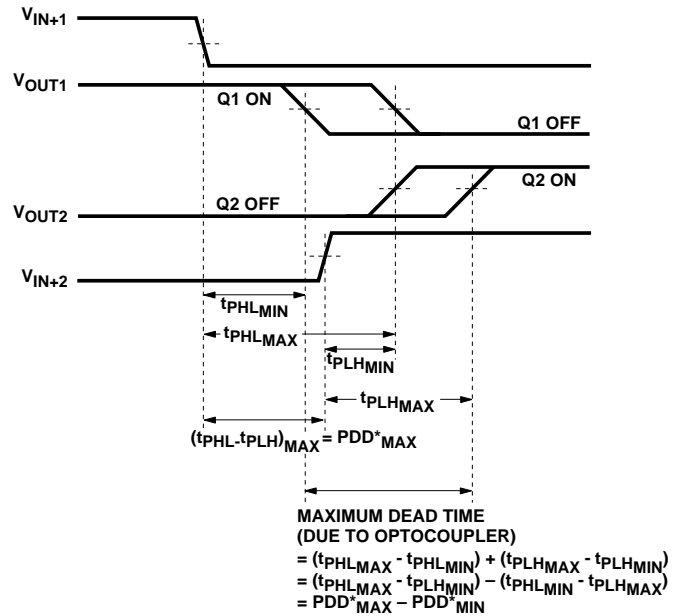 VIN+1
VOUT1
Q1 ON
Q1 OFF
Q2 ON
Q2 OFF
VOUT2
VIN+2
tPHLMIN
tPHLMAX
tPLHMIN
tPLHMAX
(tPHL-tPLH)MAX = PDD*MAX
MAXIMUM DEAD TIME
(DUE TO OPTOCOUPLER)
= (tPHLMAX - tPHLMIN) + (tPLHMAX - tPLHMIN)
= (tPHLMAX - tPLHMIN) – (tPHLMIN - tPLHMAX)
= PDD*MAX – PDD*MIN